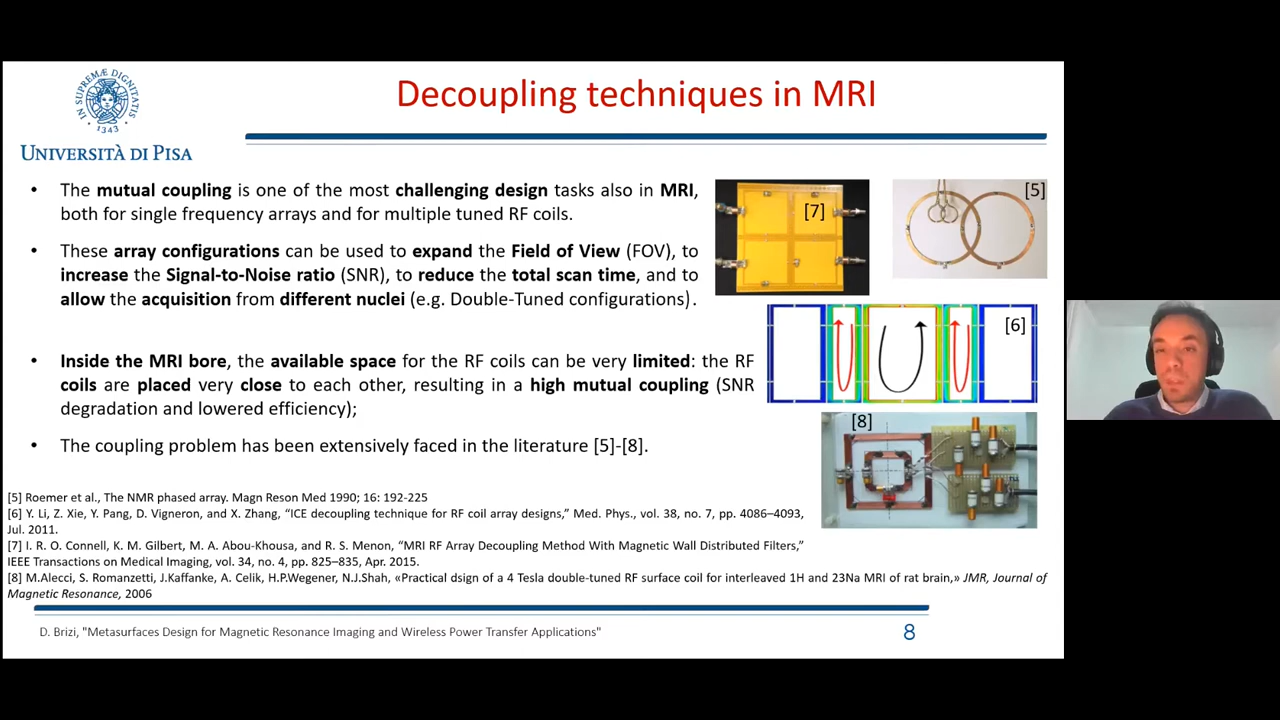 Decoupling techniques in MRI
IN SUPREMÆ DIGNITATIS
1343
UNIVERSITÀ DI PISA
• The mutual coupling is one of the most challenging design tasks also in MRI,
both for single frequency arrays and for multiple tuned RF coils.
• These array configurations can be used to expand the Field of View (FOV), to
increase the Signal-to-Noise ratio (SNR), to reduce the total scan time, and to
allow the acquisition from different nuclei (e.g. Double-Tuned configurations).
[7]
[5]
[6]
• Inside the MRI bore, the available space for the RF coils can be very limited: the RF
coils are placed very close to each other, resulting in a high mutual coupling (SNR
degradation and lowered efficiency);
[8]
• The coupling problem has been extensively faced in the literature [5]-[8].
[5] Roemer et al., The NMR phased array. Magn Reson Med 1990; 16: 192-225
[6] Y. Li, Z. Xie, Y. Pang, D. Vigneron, and X. Zhang, “ICE decoupling technique for RF coil array designs,” Med. Phys., vol. 38, no. 7, pp. 4086–4093,
Jul. 2011.
[7] I. R. O. Connell, K. M. Gilbert, M. A. Abou-Khousa, and R. S. Menon, “MRI RF Array Decoupling Method With Magnetic Wall Distributed Filters,”
IEEE Transactions on Medical Imaging, vol. 34, no. 4, pp. 825–835, Apr. 2015.
[8] M.Alecci, S. Romanzetti, J.Kaffanke, A. Celik, H.P.Wegener, N.J.Shah, «Practical dsign of a 4 Tesla double-tuned RF surface coil for interleaved 1H and 23Na MRI of rat brain,» JMR, Journal of
Magnetic Resonance, 2006
D. Brizi, "Metasurfaces Design for Magnetic Resonance Imaging and Wireless Power Transfer Applications"
8